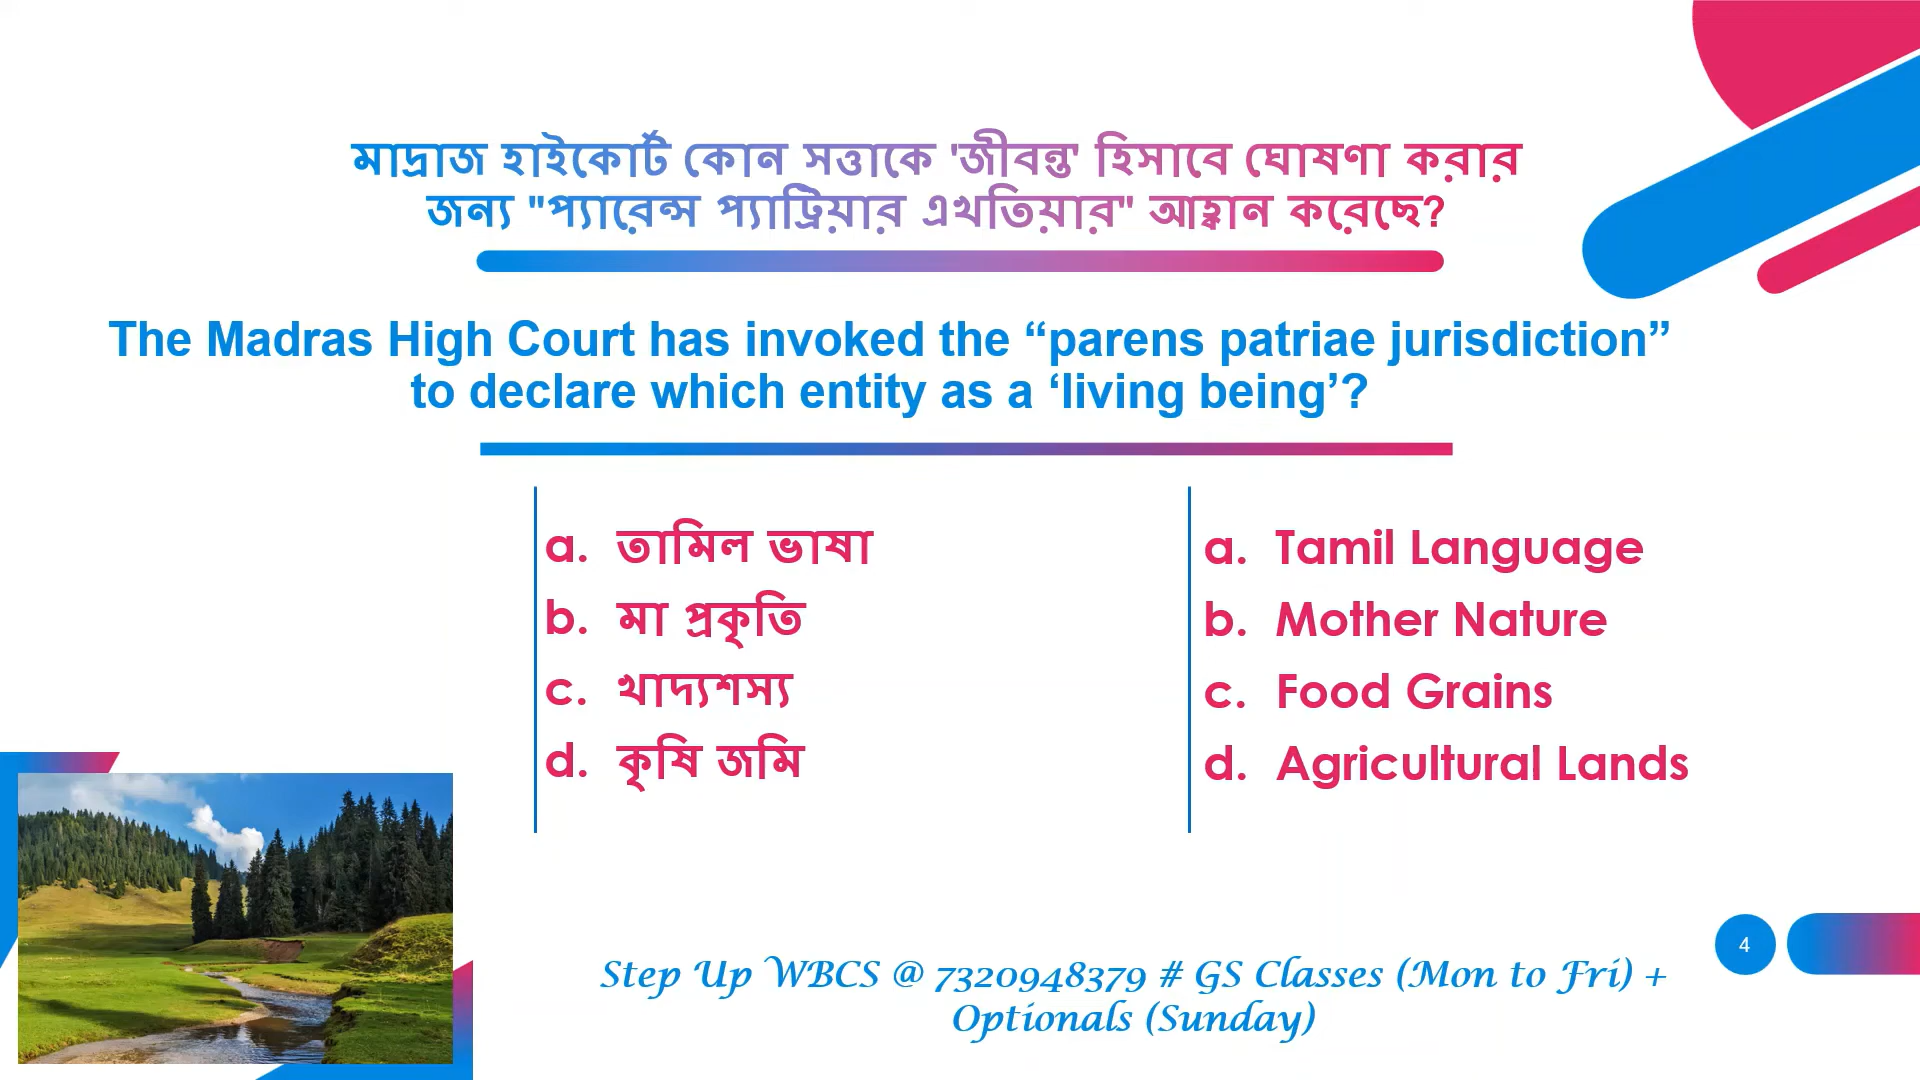 মাদ্রাজ হাইকোর্ট কোন সত্তাকে 'জীবন্ত' হিসাবে ঘোষণা করার
জন্য "প্যারেন্স প্যাট্রিয়ার এখতিয়ার" আহ্বান করেছে?
The Madras High Court has invoked the “parens patriae jurisdiction”
to declare which entity as a ‘living being’?
a. তামিল ভাষা
b. মা প্রকৃতি
c. খাদ্যশস্য
d. কৃষি জমি
a. Tamil Language
b. Mother Nature
c. Food Grains
d. Agricultural Lands
4
Step Up WBCS @ 7320948379 # GS Classes (Mon to Fri) +
Optionals (Sunday)